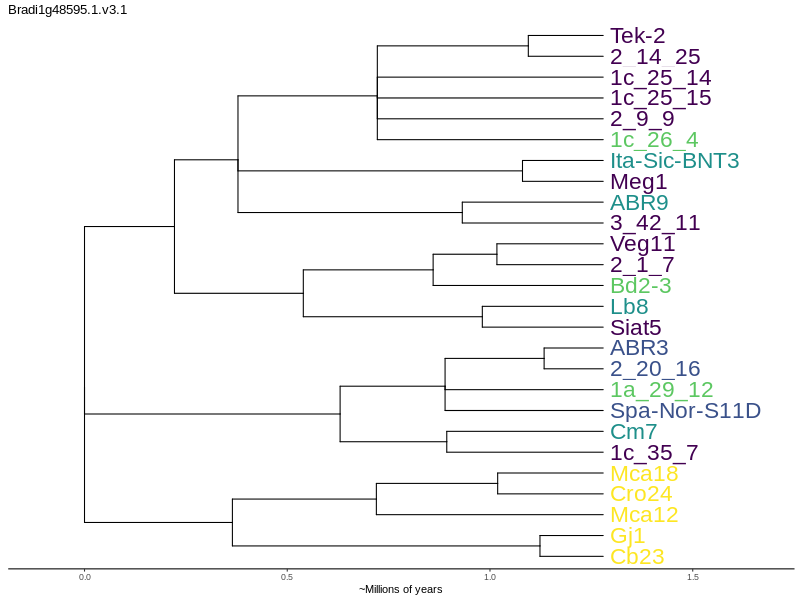 Bradi1g48595.1.v3.1
Tek-2
2_14_25
1c_25_14
1c_25_15
2_9_9
1c_26_4
Ita-Sic-BNT3
Meg1
ABR9
3_42_11
Veg11
2_1_7
Bd2-3
Lb8
Siat5
ABR3
2_20_16
1a_29_12
Spa-Nor-S11D
Cm7
1c_35_7
Mca18
Cro24
Mca12
Gj1
Cb23
0.0 0.5 1.0 1.5
~Millions of years